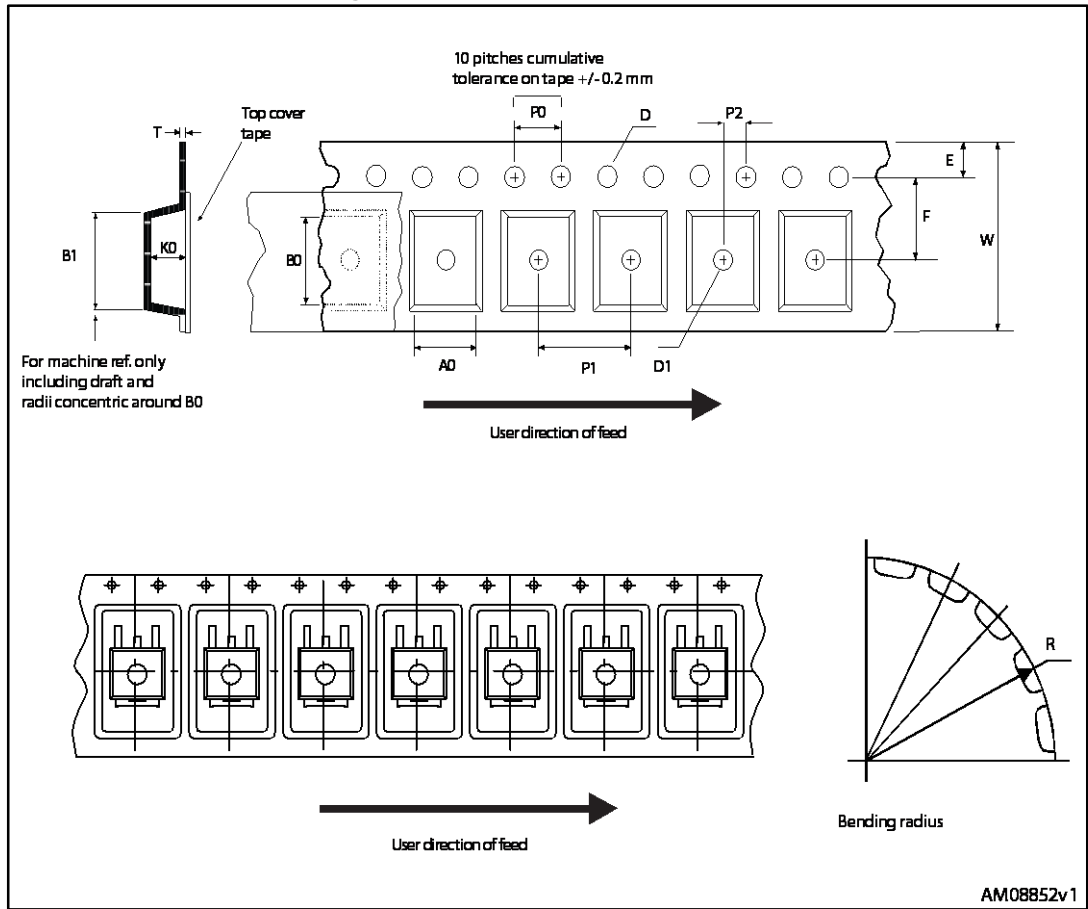 10 pitches cumulative
tolerance on tape +/- 0.2 mm
Top cover
tape
T
P0
D
P2
E
F
W
B1
K0
B0
For machine ref. only
including draft and
radii concentric around B0
A0
P1
D1
User direction of feed
R
Bending radius
User direction of feed
AM08852v1